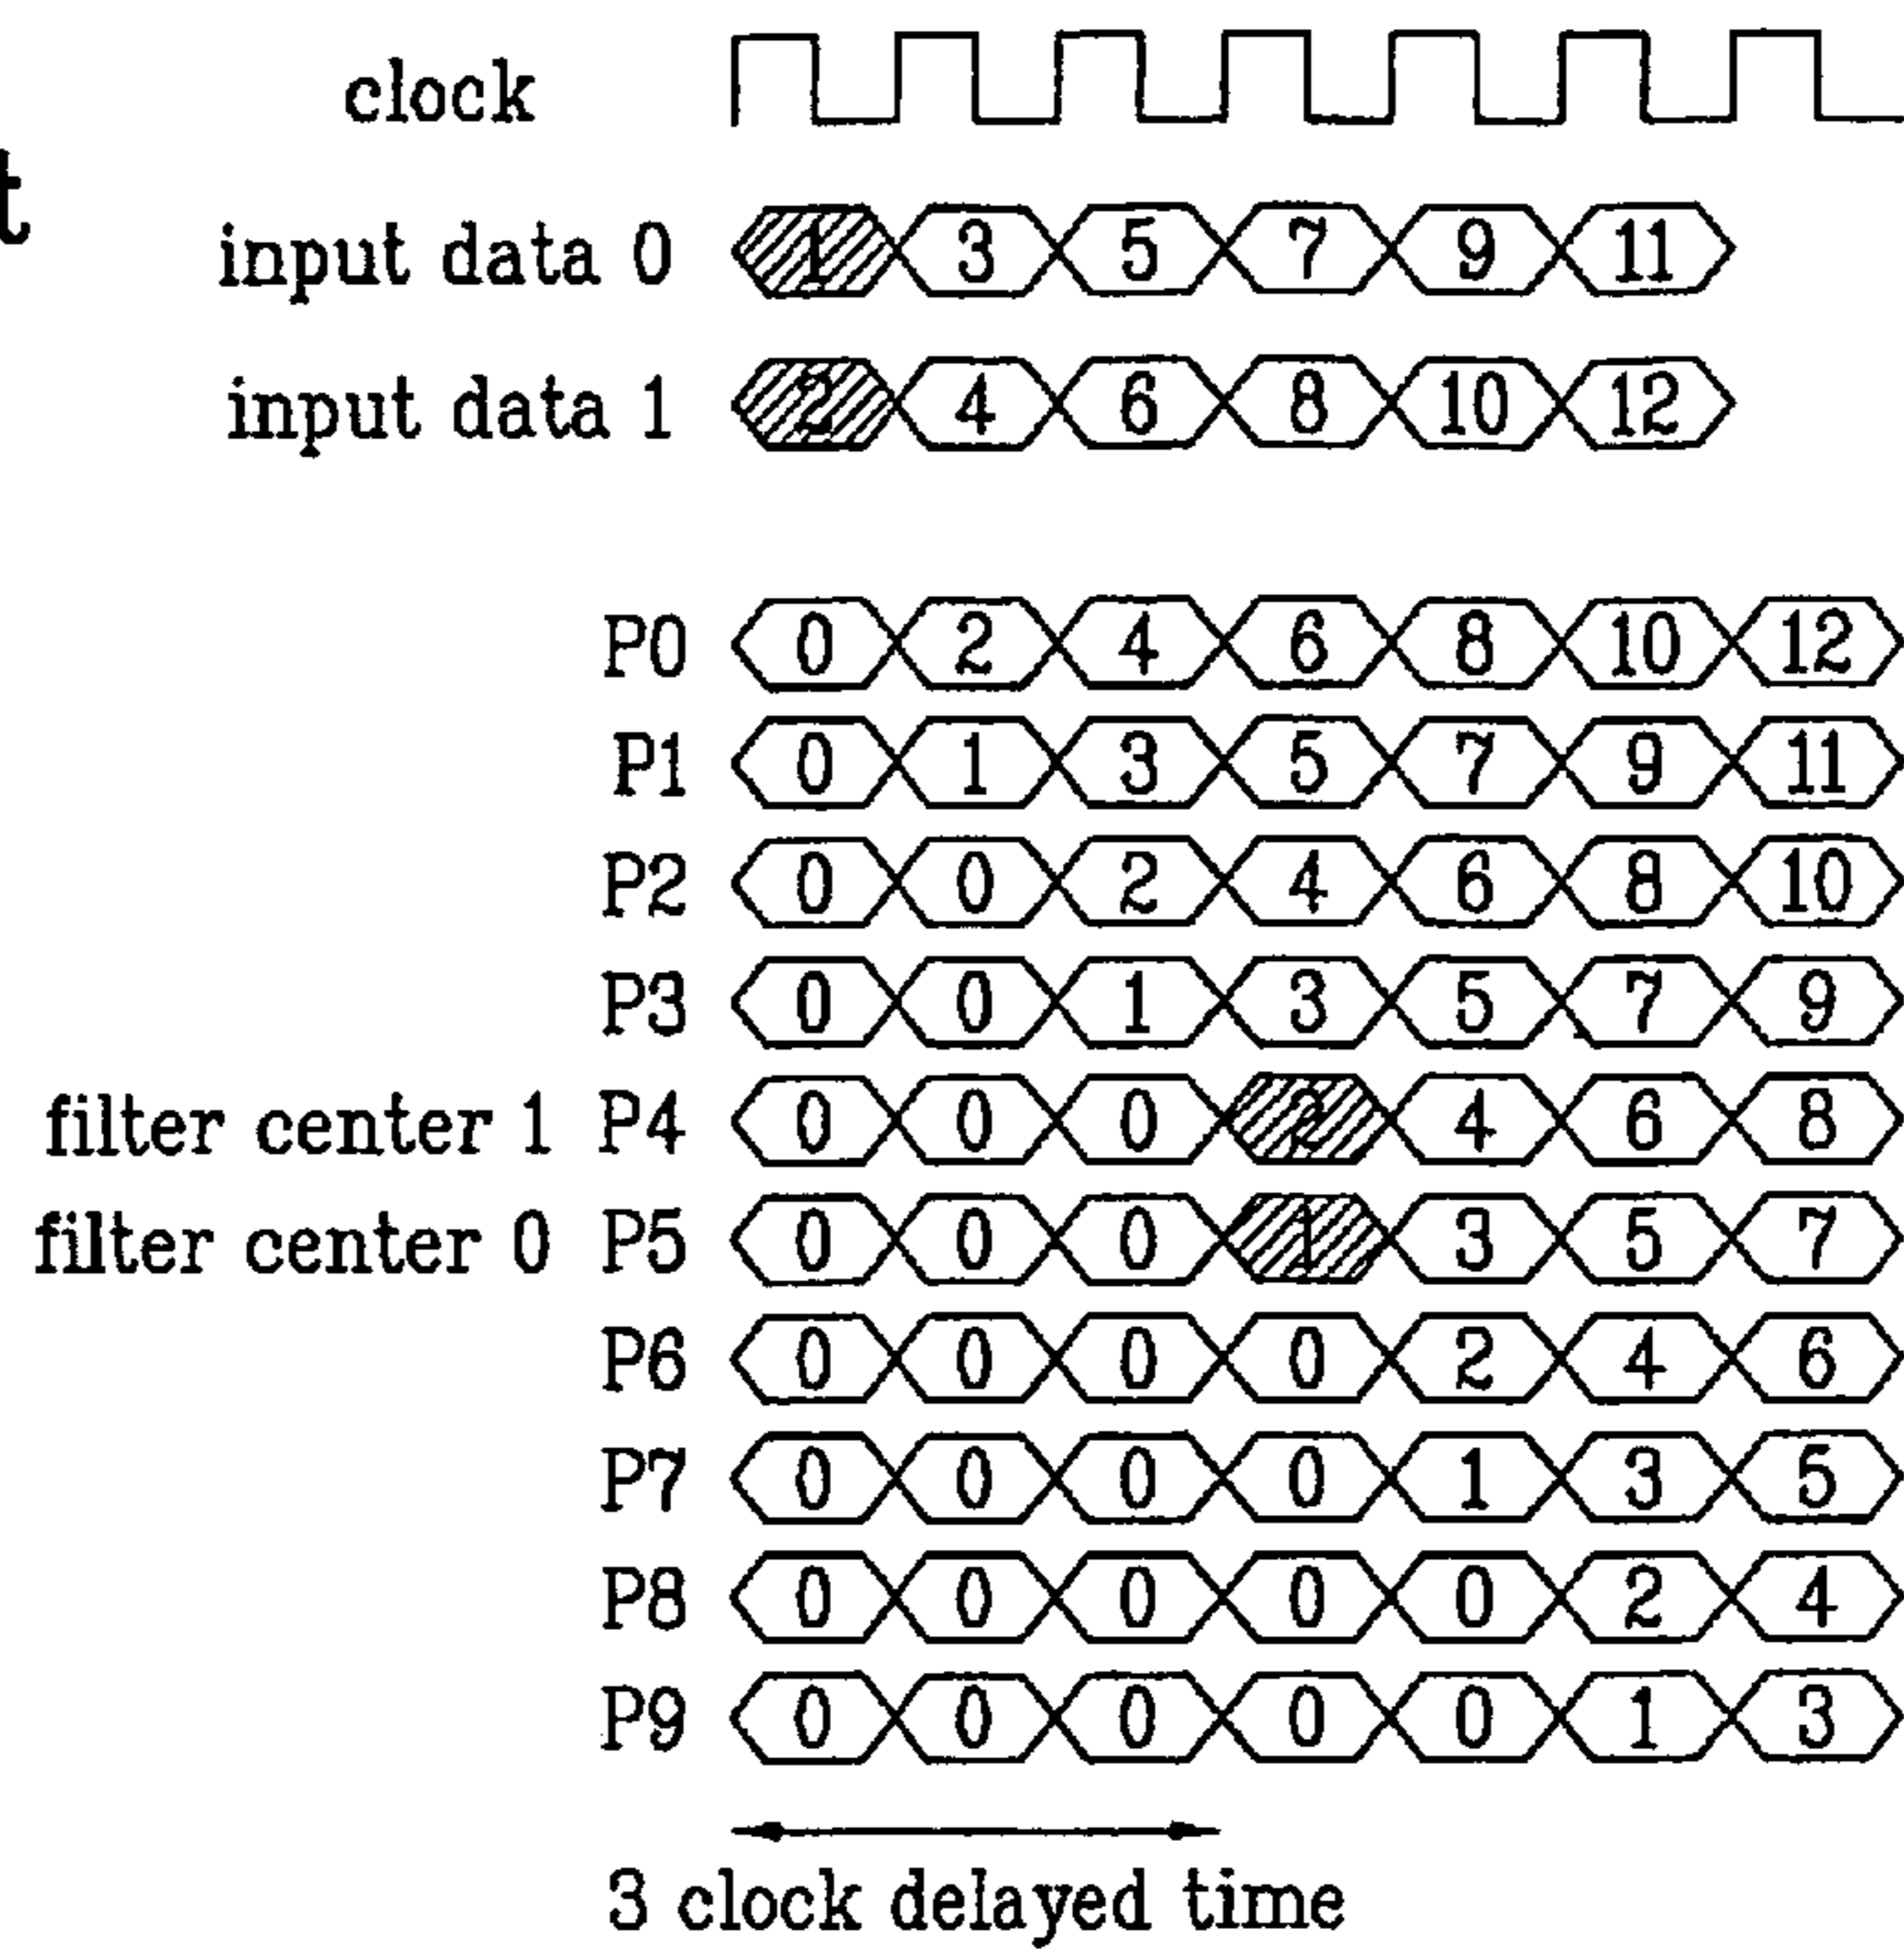 clock
t
input data 0 1 3 5 7 9 11
input data 1 2 4 6 8 10 12
P0 0 2 4 6 8 10 12
P1 0 1 3 5 7 9 11
P2 0 0 2 4 6 8 10
P3 0 0 1 3 5 7 9
filter center 1 P4 0 0 0 2 4 6 8
filter center 0 P5 0 0 0 1 3 5 7
P6 0 0 0 0 2 4 6
P7 0 0 0 0 1 3 5
P8 0 0 0 0 0 2 4
P9 0 0 0 0 0 1 3
3 clock delayed time